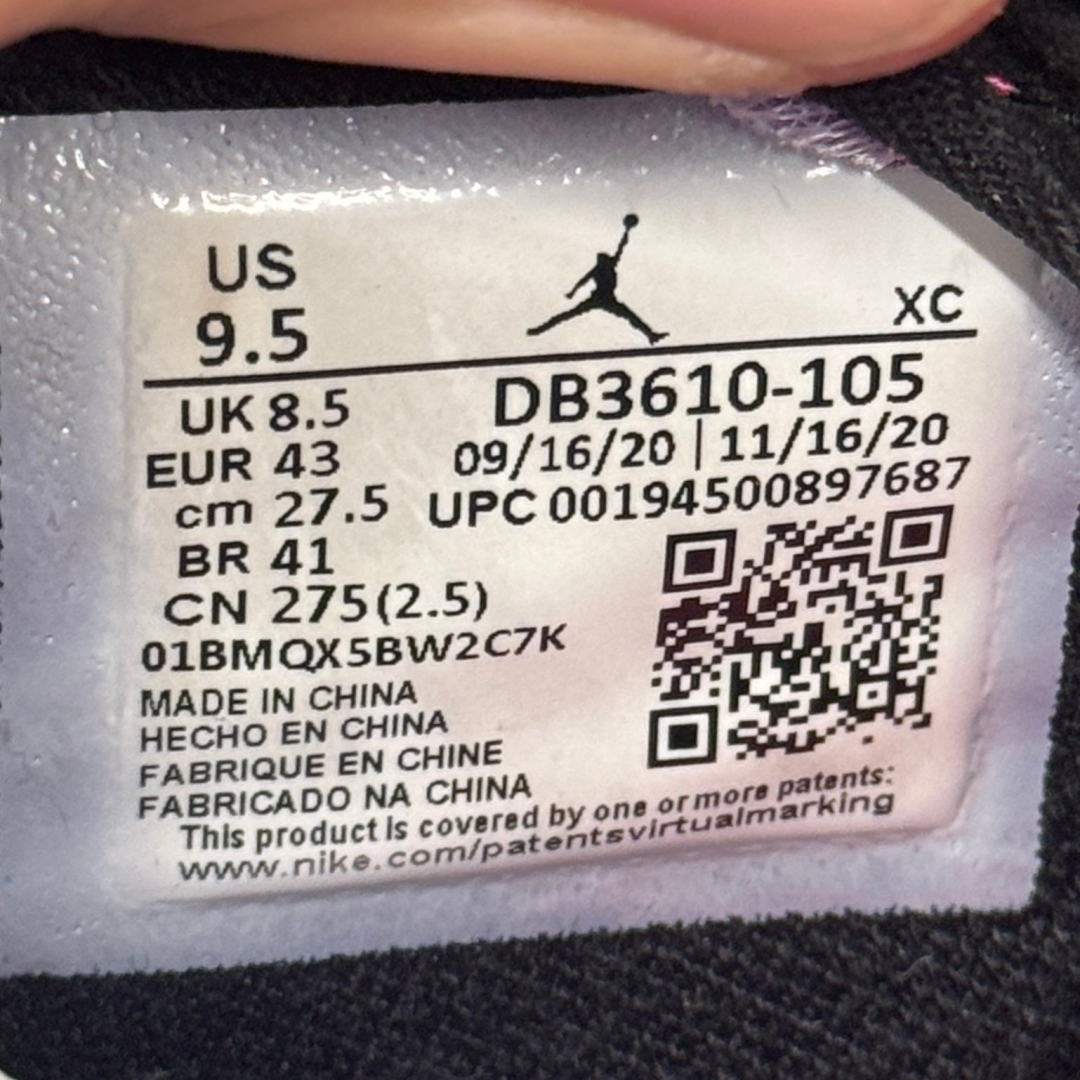 US
9.5
XC
UK 8.5
EUR 43
cm 27.5
BR 41
CN 275(2.5)
DB3610-105
09/16/20 | 11/16/20
UPC 00194500897687
01BMQX5BW2C7K
MADE IN CHINA
HECHO EN CHINA
FABRIQUE EN CHINE
FABRICADO NA CHINA
This product is covered by one or more patents:
www.nike.com/patentsvirtualmarking